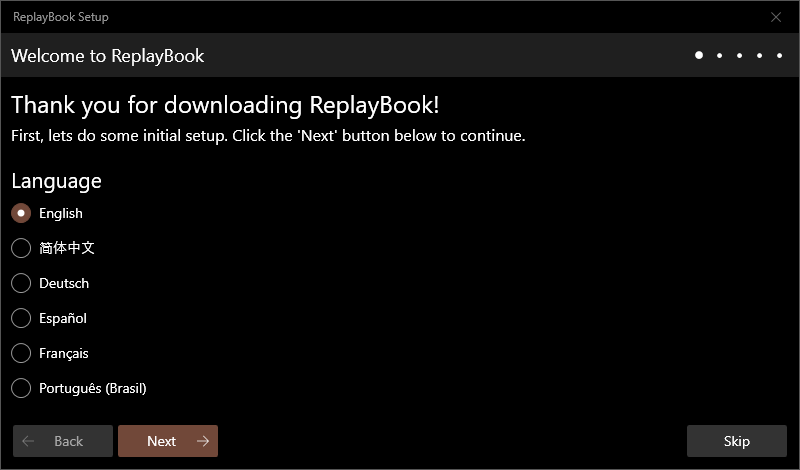 ReplayBook Setup
Welcome to ReplayBook
Thank you for downloading ReplayBook!
First, lets do some initial setup. Click the 'Next' button below to continue.
Language
English
简体中文
Deutsch
Español
Français
Português (Brasil)
Back
Next
Skip